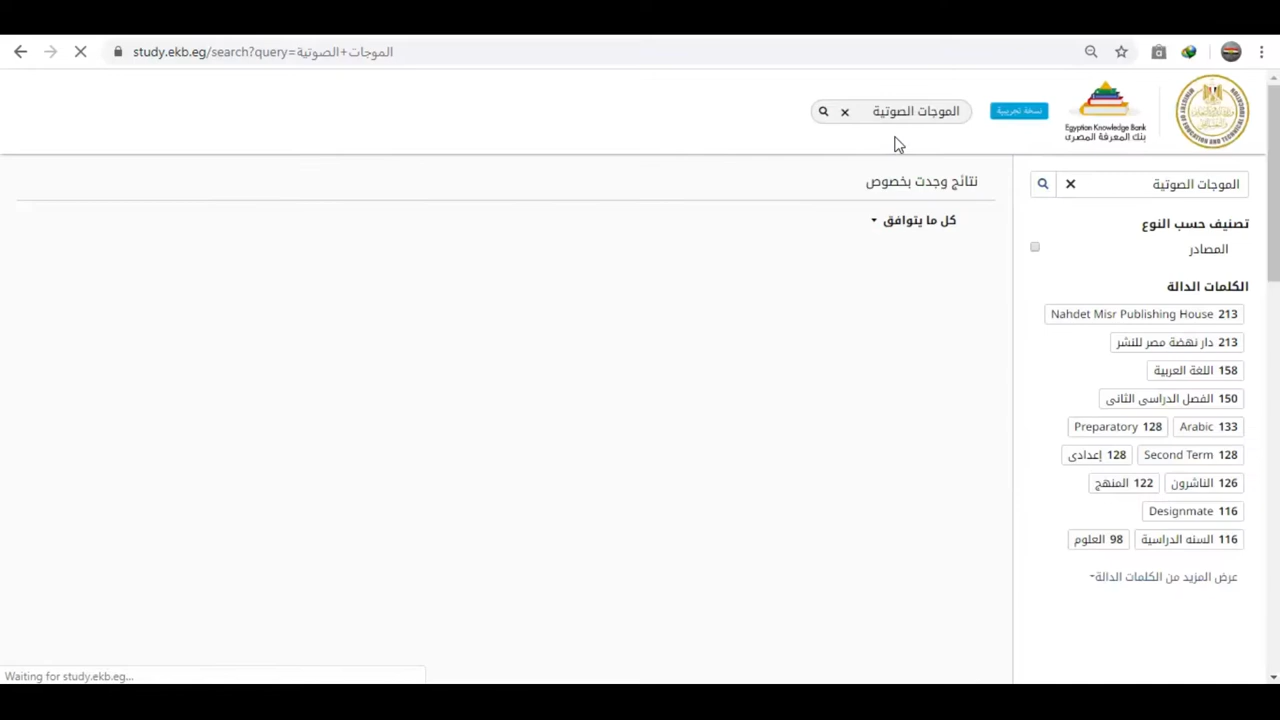 study.ekb.eg/search?query=الموجات+الصوتية
الموجات الصوتية
نسخة تجريبية
Egyptian Knowledge Bank
بنك المعرفة المصري
نتائج وجدت بخصوص
كل ما يتوافق
الموجات الصوتية
تصنيف حسب النوع
المصادر
الكلمات الدالة
Nahdet Misr Publishing House 213
213 دار نهضة مصر للنشر
158 اللغة العربية
150 الفصل الدراسى الثانى
Preparatory 128 Arabic 133
128 إعدادى Second Term 128
122 المنهج 126 الناشرون
Designmate 116
98 العلوم 116 السنه الدراسية
عرض المزيد من الكلمات الدالة
Waiting for study.ekb.eg...